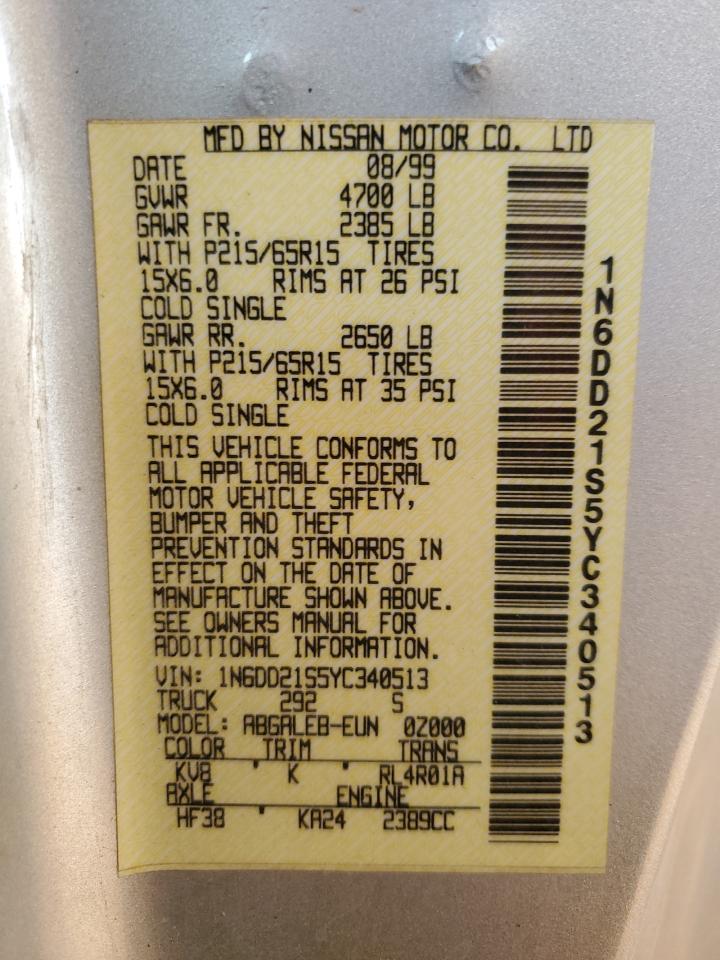 MFD BY NISSAN MOTOR CO. LTD
DATE 08/99
GVWR 4700 LB
GAWR FR. 2385 LB
WITH P215/65R15 TIRES
15X6.0 RIMS AT 26 PSI
COLD SINGLE
GAWR RR. 2650 LB
WITH P215/65R15 TIRES
15X6.0 RIMS AT 35 PSI
COLD SINGLE
THIS VEHICLE CONFORMS TO
ALL APPLICABLE FEDERAL
MOTOR VEHICLE SAFETY,
BUMPER AND THEFT
PREVENTION STANDARDS IN
EFFECT ON THE DATE OF
MANUFACTURE SHOWN ABOVE.
SEE OWNERS MANUAL FOR
ADDITIONAL INFORMATION.
VIN: 1N6DD21S5YC340513
TRUCK 292 S
MODEL: ABGALEB-EUN 0Z000
COLOR TRIM TRANS
KV8 ' K ' RL4R01A
AXLE ENGINE
HF38 ' KA24 2389CC
1N6DD21S5YC340513